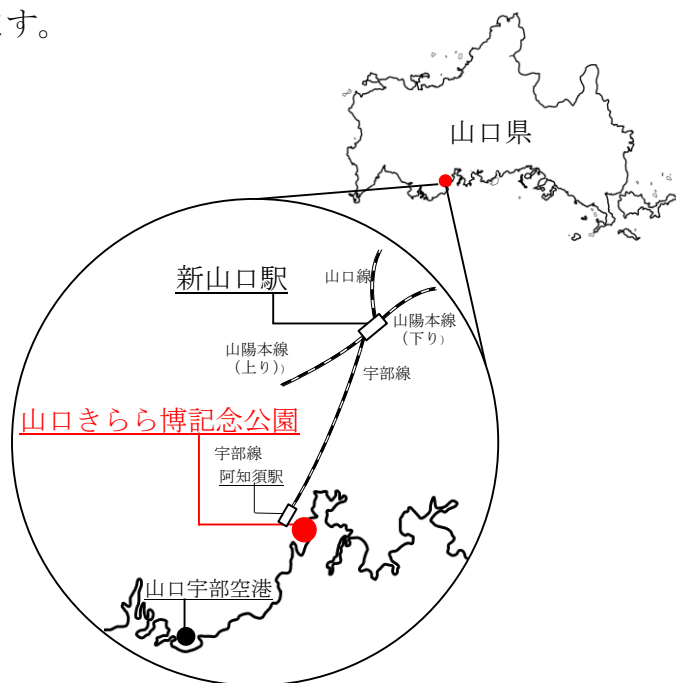 す。
山口県
新山口駅
山口線
山陽本線
(下り)
山陽本線
(上り))
宇部線
山口きらら博記念公園
宇部線
阿知須駅
山口宇部空港